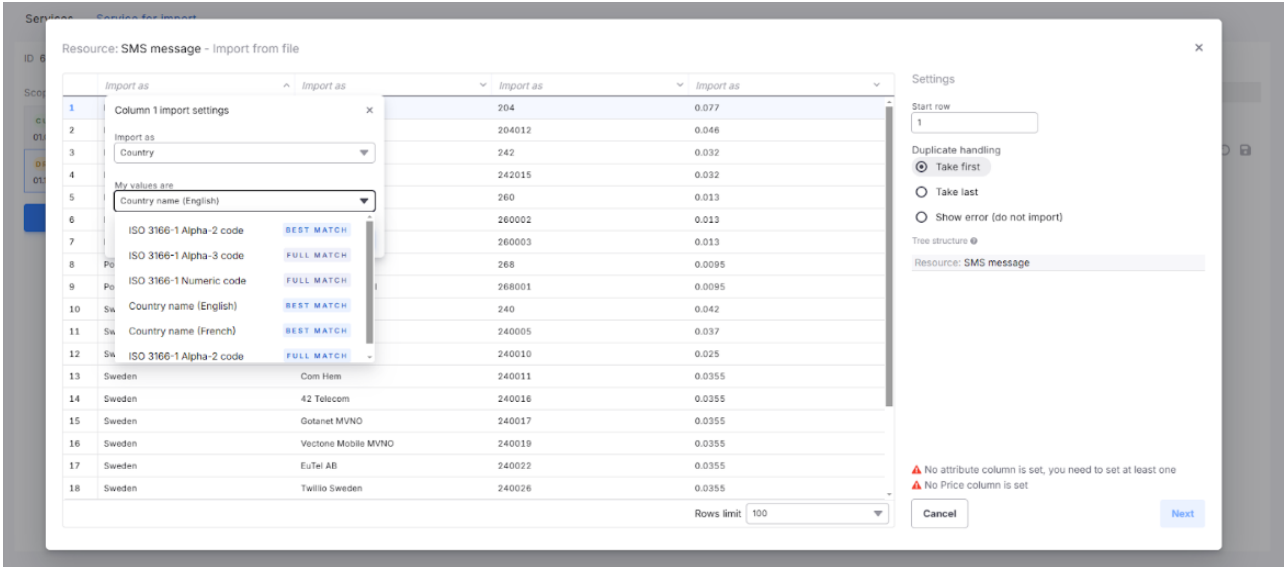 Services Service for import
Resource: SMS message - Import from file
ID 6
Scop
Import as Import as Import as Import as
Column 1 import settings
Import as
Country
My values are
Country name (English)
ISO 3166-1 Alpha-2 code BEST MATCH
ISO 3166-1 Alpha-3 code FULL MATCH
ISO 3166-1 Numeric code FULL MATCH
Country name (English) BEST MATCH
Country name (French) BEST MATCH
ISO 3166-1 Alpha-2 code FULL MATCH
1 204 0.077
2 204012 0.046
3 242 0.032
4 242015 0.032
5 260 0.013
6 260002 0.013
7 260003 0.013
8 Po 268 0.0095
9 Po 268001 0.0095
10 Sw 240 0.042
11 Sw 240005 0.037
12 Sw 240010 0.025
13 Sweden Com Hem 240011 0.0355
14 Sweden 42 Telecom 240016 0.0355
15 Sweden Gotanet MVNO 240017 0.0355
16 Sweden Vectone Mobile MVNO 240019 0.0355
17 Sweden EuTel AB 240022 0.0355
18 Sweden Twillio Sweden 240026 0.0355
Rows limit 100
Settings
Start row
1
Duplicate handling
Take first
Take last
Show error (do not import)
Tree structure
Resource: SMS message
No attribute column is set, you need to set at least one
No Price column is set
Cancel Next